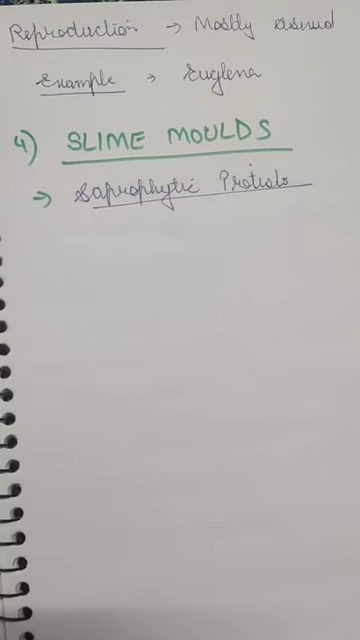 Reproduction → Mostly asexual
Example → Euglena
4) SLIME MOULDS
→ Saprophytic Protists